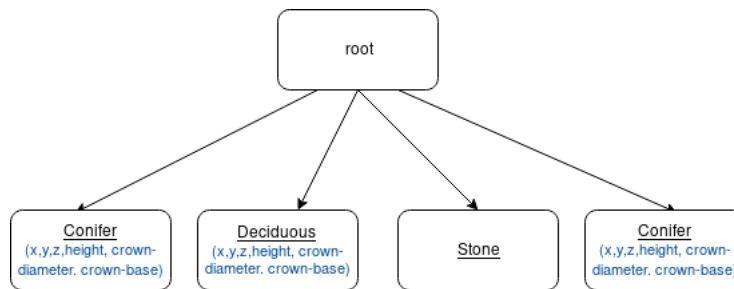 root
Conifer
(x,y,z,height, crown-
diameter. crown-base)
Deciduous
(x,y,z,height, crown-
diameter. crown-base)
Stone
Conifer
(x,y,z,height, crown-
diameter. crown-base)